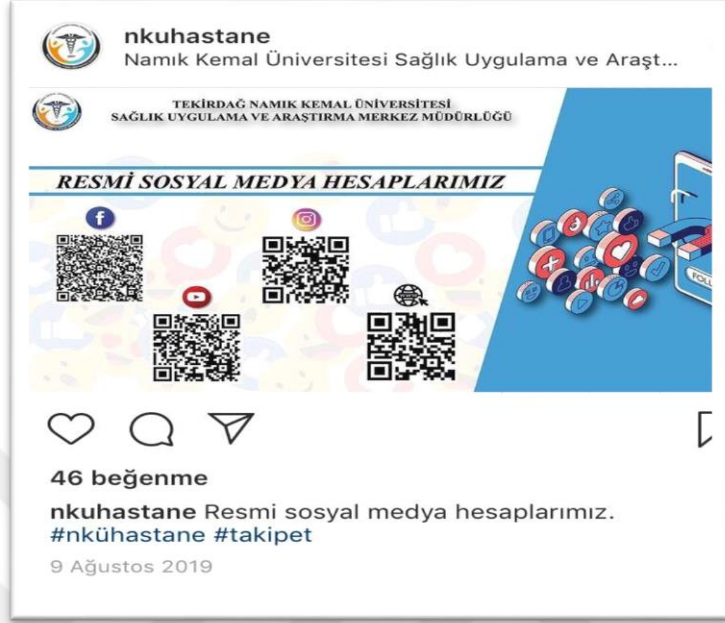 nkuhastane
Namık Kemal Üniversitesi Sağlık Uygulama ve Araşt...
TEKİRDAĞ NAMIK KEMAL ÜNİVERSİTESİ
SAĞLIK UYGULAMA VE ARAŞTIRMA MERKEZ MÜDÜRLÜĞÜ
RESMİ SOSYAL MEDYA HESAPLARIMIZ
FOLL
46 beğenme
nkuhastane Resmi sosyal medya hesaplarımız.
#nkühastane #takipet
9 Ağustos 2019